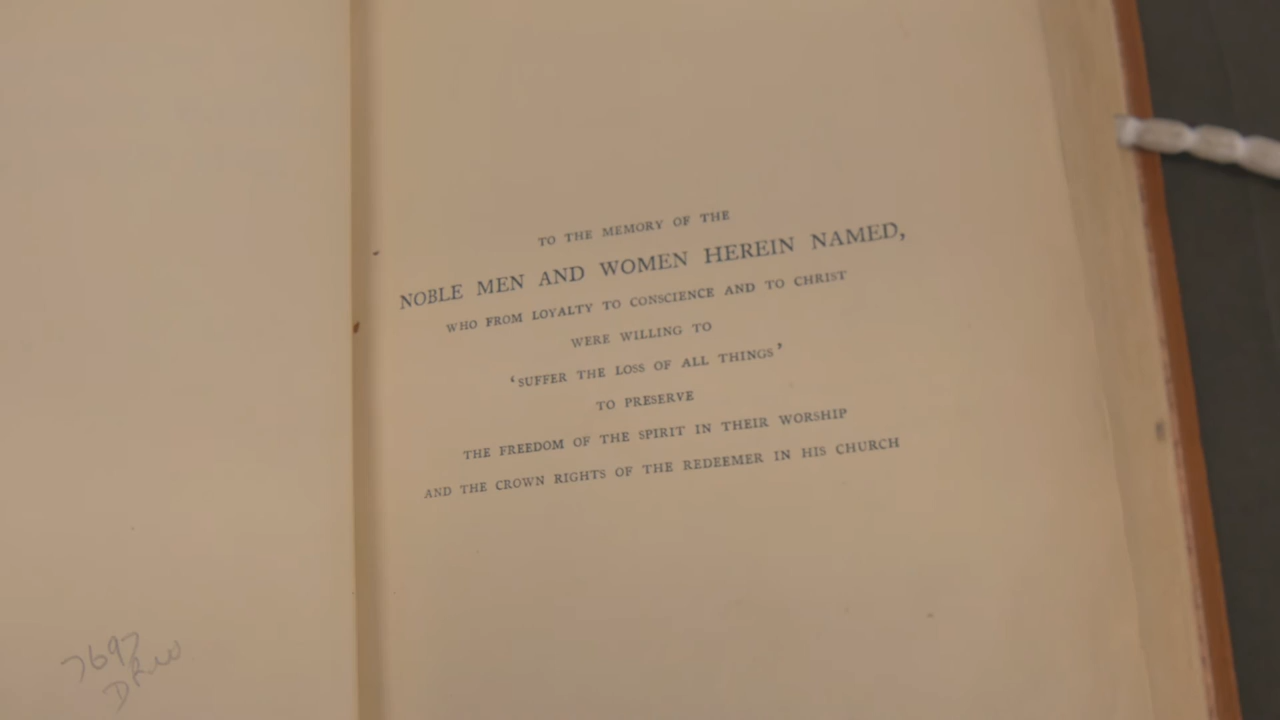 TO THE MEMORY OF THE
NOBLE MEN AND WOMEN HEREIN NAMED,
WHO FROM LOYALTY TO CONSCIENCE AND TO CHRIST
WERE WILLING TO
‘SUFFER THE LOSS OF ALL THINGS’
TO PRESERVE
THE FREEDOM OF THE SPIRIT IN THEIR WORSHIP
AND THE CROWN RIGHTS OF THE REDEEMER IN HIS CHURCH
7697